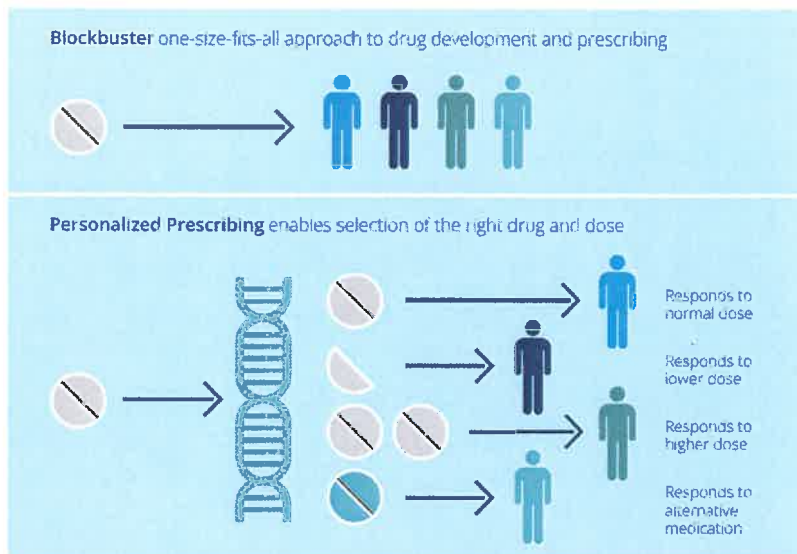 Blockbuster one-size-fits-all approach to drug development and prescribing
Personalized Prescribing enables selection of the right drug and dose
Responds to
normal dose
Responds to
lower dose
Responds to
higher dose
Responds to
alternative
medication